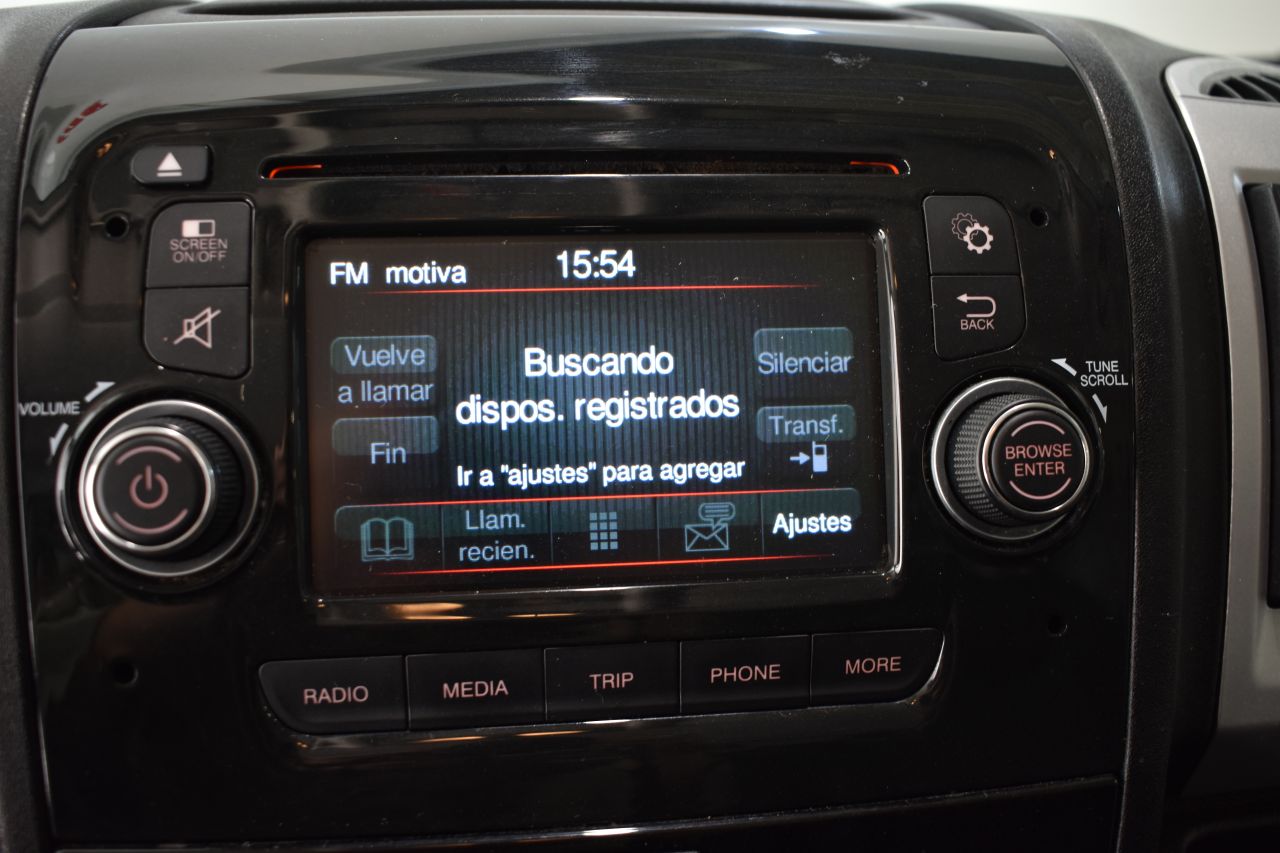 SCREEN
ON/OFF
VOLUME
FM motiva 15:54
Vuelve
a llamar
Fin
Buscando
dispos. registrados
Ir a "ajustes" para agregar
Silenciar
Transf.
Llam.
recien.
Ajustes
BACK
TUNE
SCROLL
BROWSE
ENTER
RADIO MEDIA TRIP PHONE MORE